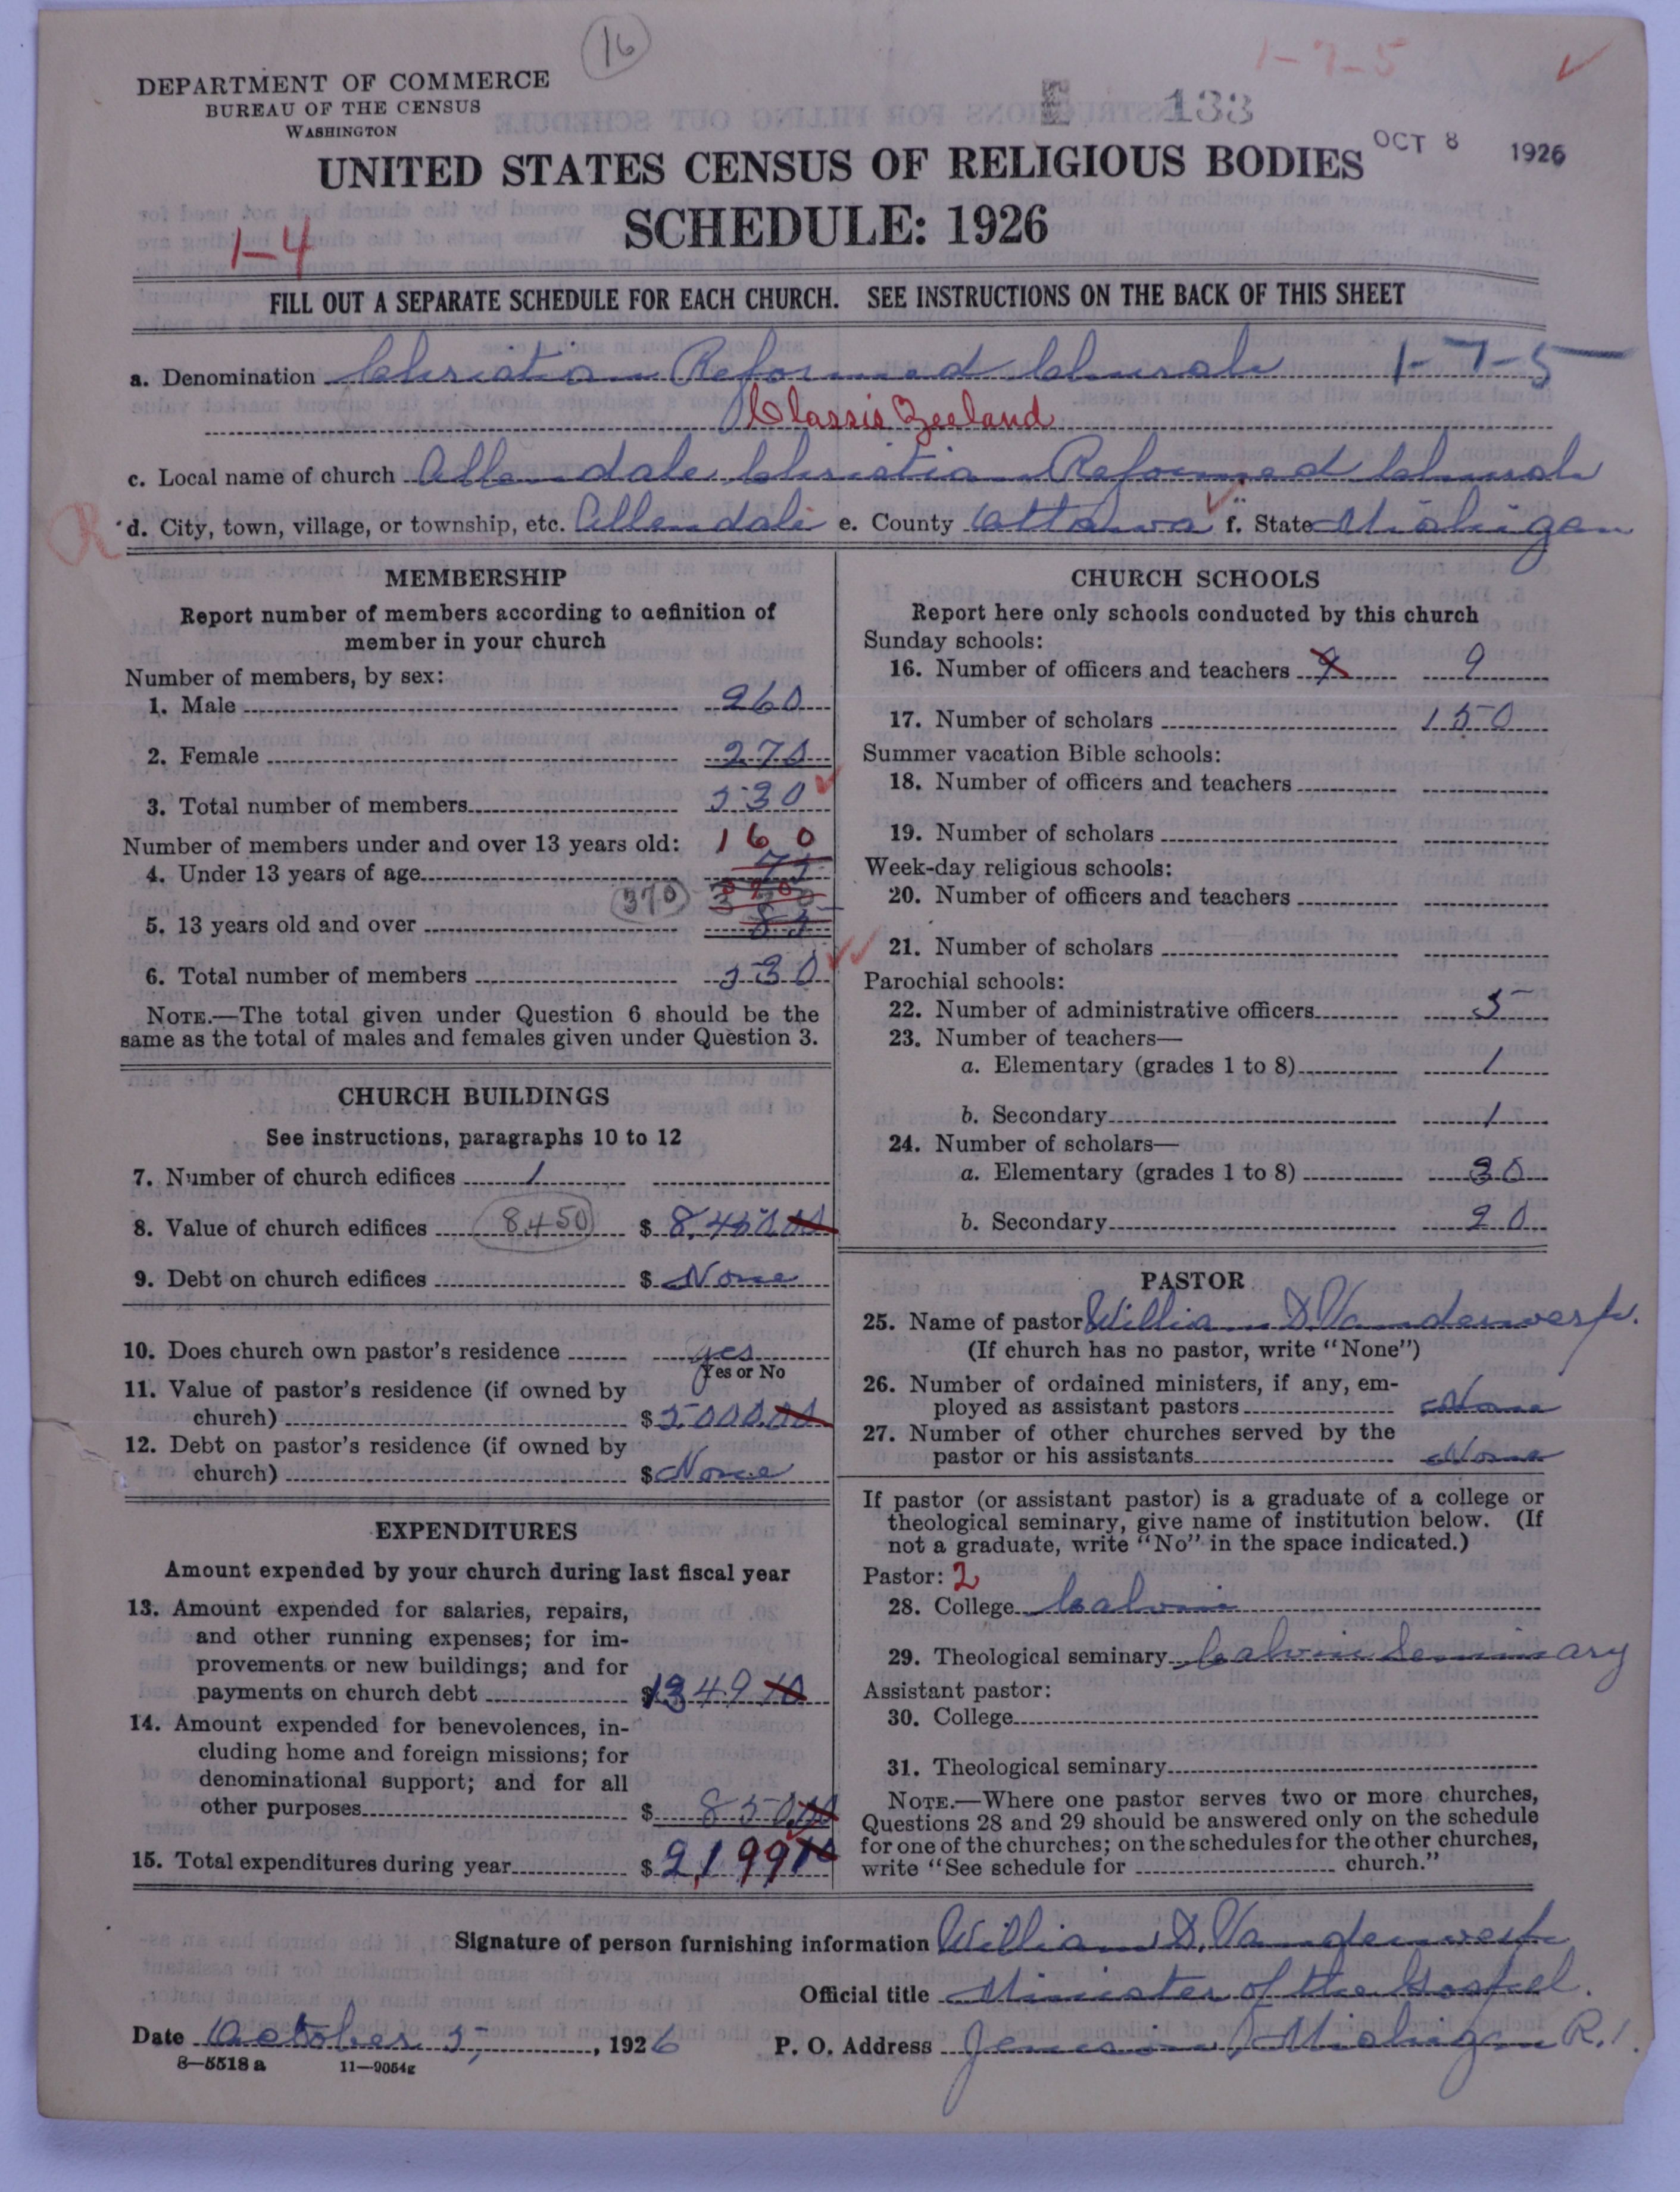 16
1-7-5
DEPARTMENT OF COMMERCE
BUREAU OF THE CENSUS
WASHINGTON
E 133
OCT 8 1926
UNITED STATES CENSUS OF RELIGIOUS BODIES
SCHEDULE: 1926
1-4
FILL OUT A SEPARATE SCHEDULE FOR EACH CHURCH. SEE INSTRUCTIONS ON THE BACK OF THIS SHEET
a. Denomination Christian Reformed Church 1-7-5
Classis Zeeland
c. Local name of church Allendale Christian Reformed Church
R d. City, town, village, or township, etc. Allendale e. County Ottawa f. State Michigan
MEMBERSHIP
Report number of members according to definition of
member in your church
Number of members, by sex:
1. Male 260
2. Female 270
3. Total number of members 530
Number of members under and over 13 years old: 160
4. Under 13 years of age
(370)
5. 13 years old and over
6. Total number of members 530
NOTE.—The total given under Question 6 should be the
same as the total of males and females given under Question 3.
CHURCH BUILDINGS
See instructions, paragraphs 10 to 12
7. Number of church edifices 1
8. Value of church edifices (8450) $ 8,450.00
9. Debt on church edifices $ None
10. Does church own pastor's residence yes
Yes or No
11. Value of pastor's residence (if owned by
church) $ 5000.00
12. Debt on pastor's residence (if owned by
church) $ None
EXPENDITURES
Amount expended by your church during last fiscal year
13. Amount expended for salaries, repairs,
and other running expenses; for im-
provements or new buildings; and for
payments on church debt $ 1349 10
14. Amount expended for benevolences, in-
cluding home and foreign missions; for
denominational support; and for all
other purposes $ 850.00
15. Total expenditures during year $ 2,199 10
CHURCH SCHOOLS
Report here only schools conducted by this church
Sunday schools:
16. Number of officers and teachers 9 9
17. Number of scholars 150
Summer vacation Bible schools:
18. Number of officers and teachers
19. Number of scholars
Week-day religious schools:
20. Number of officers and teachers
21. Number of scholars
Parochial schools:
22. Number of administrative officers 5
23. Number of teachers—
a. Elementary (grades 1 to 8) 1
b. Secondary 1
24. Number of scholars—
a. Elementary (grades 1 to 8) 30
b. Secondary 20
PASTOR
25. Name of pastor William D. Vanderwerp.
(If church has no pastor, write "None")
26. Number of ordained ministers, if any, em-
ployed as assistant pastors None
27. Number of other churches served by the
pastor or his assistants None
If pastor (or assistant pastor) is a graduate of a college or
theological seminary, give name of institution below. (If
not a graduate, write "No" in the space indicated.)
Pastor: 2
28. College Calvin
29. Theological seminary Calvin Seminary
Assistant pastor:
30. College
31. Theological seminary
NOTE.—Where one pastor serves two or more churches,
Questions 28 and 29 should be answered only on the schedule
for one of the churches; on the schedules for the other churches,
write "See schedule for church."
Signature of person furnishing information William D. Vanderwerp
Official title Minister of the Gospel.
Date October 5, 1926 P. O. Address Jenison, Michigan R. 1.
8—5518 a 11—9054g